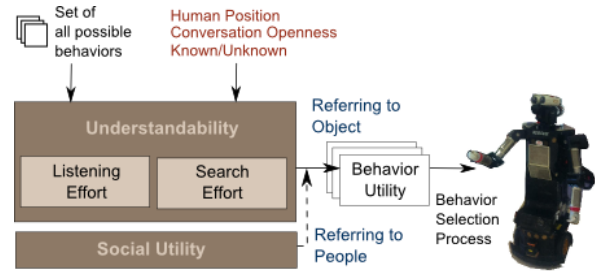 Set of
all possible
behaviors
Human Position
Conversation Openness
Known/Unknown
Understandability
Listening
Effort
Search
Effort
Referring to
Object
Behavior
Utility
Behavior
Selection
Process
Social Utility
Referring to
People